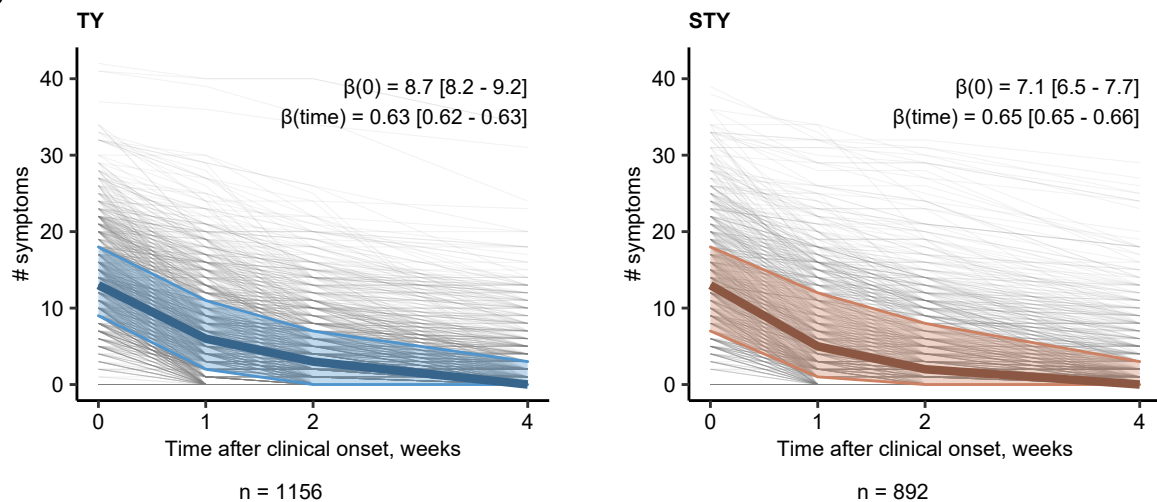 TY
β(0) = 8.7 [8.2 - 9.2]
β(time) = 0.63 [0.62 - 0.63]
# symptoms
40
30
20
10
0
0 1 2 4
Time after clinical onset, weeks
n = 1156
STY
β(0) = 7.1 [6.5 - 7.7]
β(time) = 0.65 [0.65 - 0.66]
# symptoms
40
30
20
10
0
0 1 2 4
Time after clinical onset, weeks
n = 892